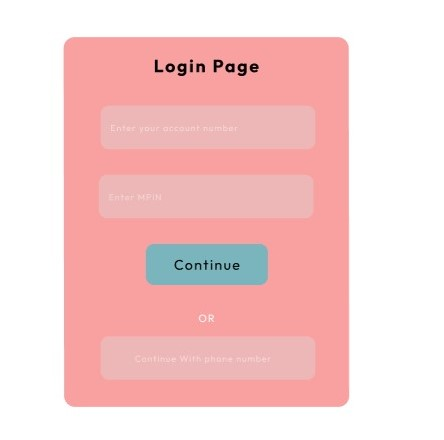 Login Page
Enter your account number
Enter MPIN
Continue
OR
Continue With phone number